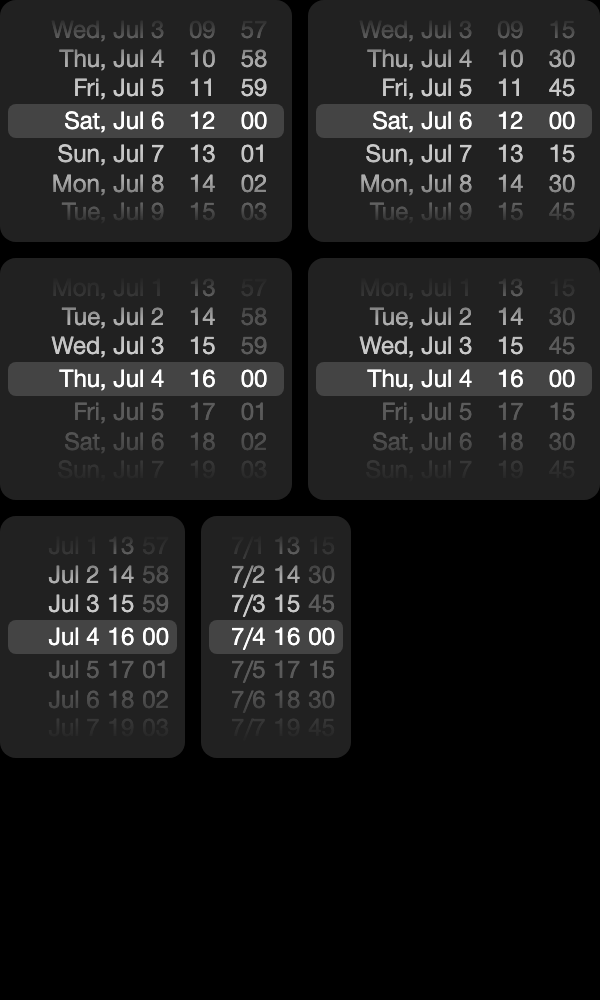 Wed, Jul 3 09 57
Thu, Jul 4 10 58
Fri, Jul 5 11 59
Sat, Jul 6 12 00
Sun, Jul 7 13 01
Mon, Jul 8 14 02
Tue, Jul 9 15 03
Wed, Jul 3 09 15
Thu, Jul 4 10 30
Fri, Jul 5 11 45
Sat, Jul 6 12 00
Sun, Jul 7 13 15
Mon, Jul 8 14 30
Tue, Jul 9 15 45
Mon, Jul 1 13 57
Tue, Jul 2 14 58
Wed, Jul 3 15 59
Thu, Jul 4 16 00
Fri, Jul 5 17 01
Sat, Jul 6 18 02
Sun, Jul 7 19 03
Mon, Jul 1 13 15
Tue, Jul 2 14 30
Wed, Jul 3 15 45
Thu, Jul 4 16 00
Fri, Jul 5 17 15
Sat, Jul 6 18 30
Sun, Jul 7 19 45
Jul 1 13 57
Jul 2 14 58
Jul 3 15 59
Jul 4 16 00
Jul 5 17 01
Jul 6 18 02
Jul 7 19 03
7/1 13 15
7/2 14 30
7/3 15 45
7/4 16 00
7/5 17 15
7/6 18 30
7/7 19 45